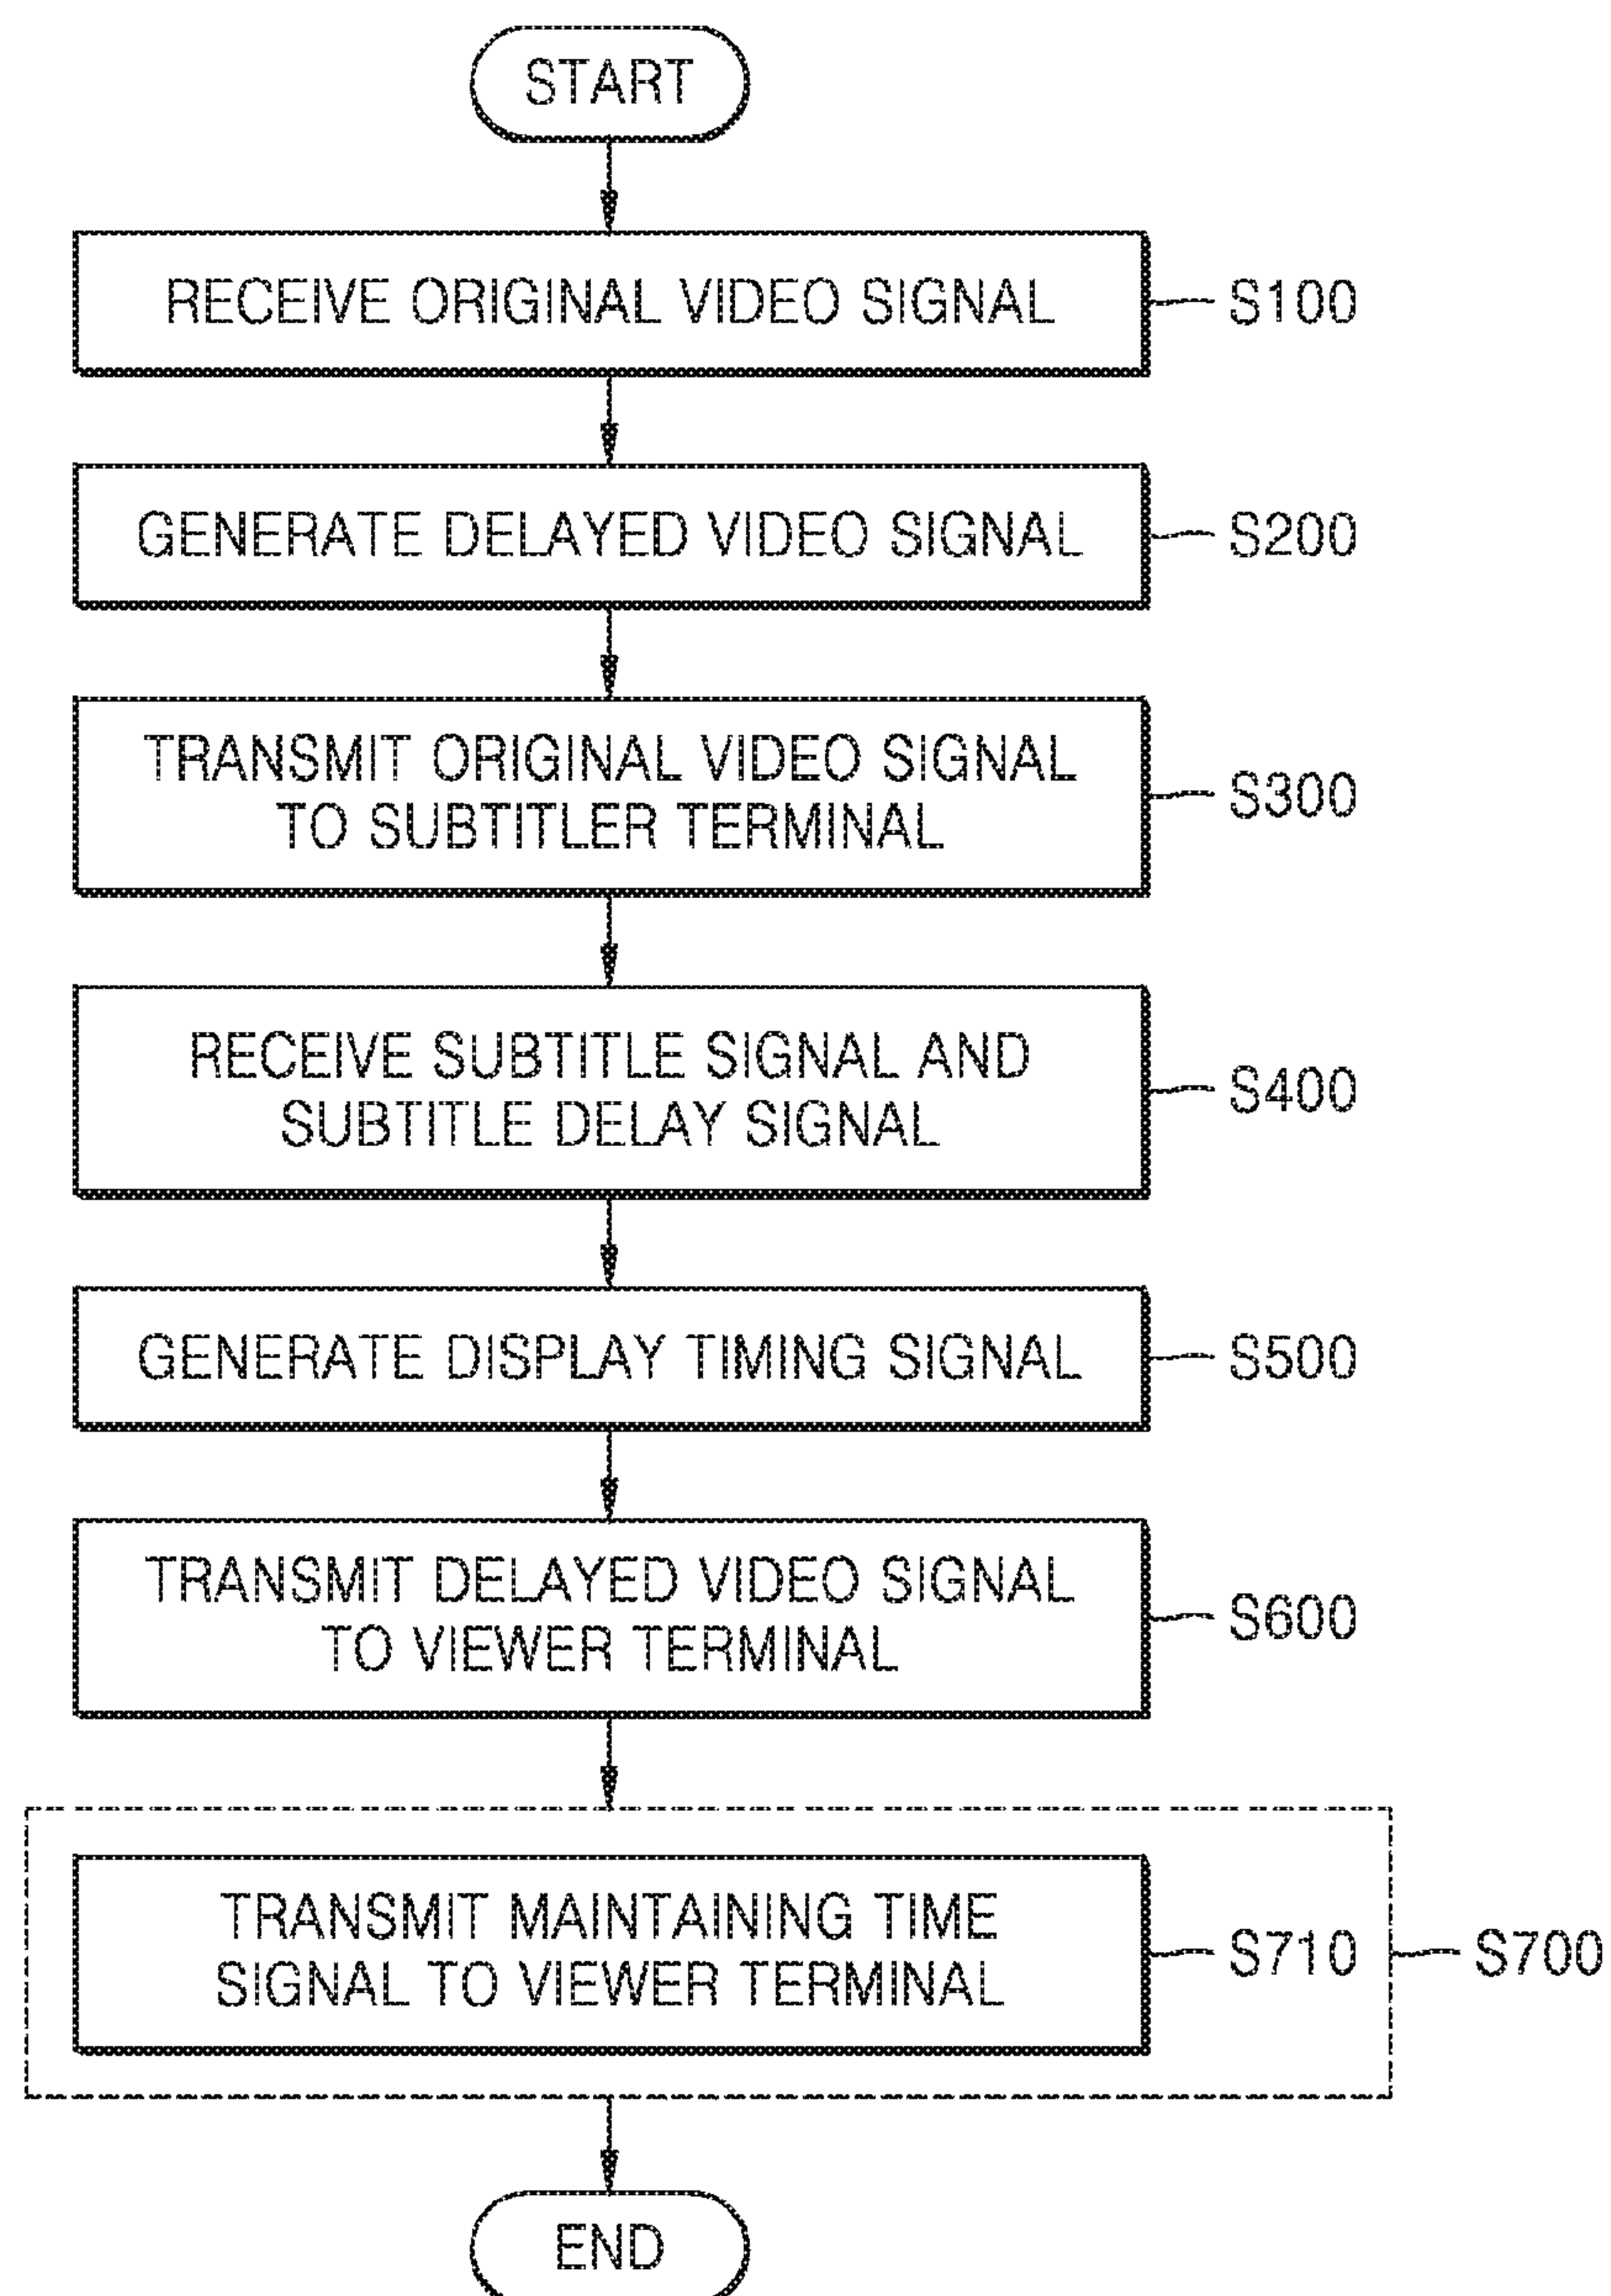 START
RECEIVE ORIGINAL VIDEO SIGNAL
S100
GENERATE DELAYED VIDEO SIGNAL
S200
TRANSMIT ORIGINAL VIDEO SIGNAL
TO SUBTITLER TERMINAL
S300
RECEIVE SUBTITLE SIGNAL AND
SUBTITLE DELAY SIGNAL
S400
GENERATE DISPLAY TIMING SIGNAL
S500
TRANSMIT DELAYED VIDEO SIGNAL
TO VIEWER TERMINAL
S600
TRANSMIT MAINTAINING TIME
SIGNAL TO VIEWER TERMINAL
S710
S700
END